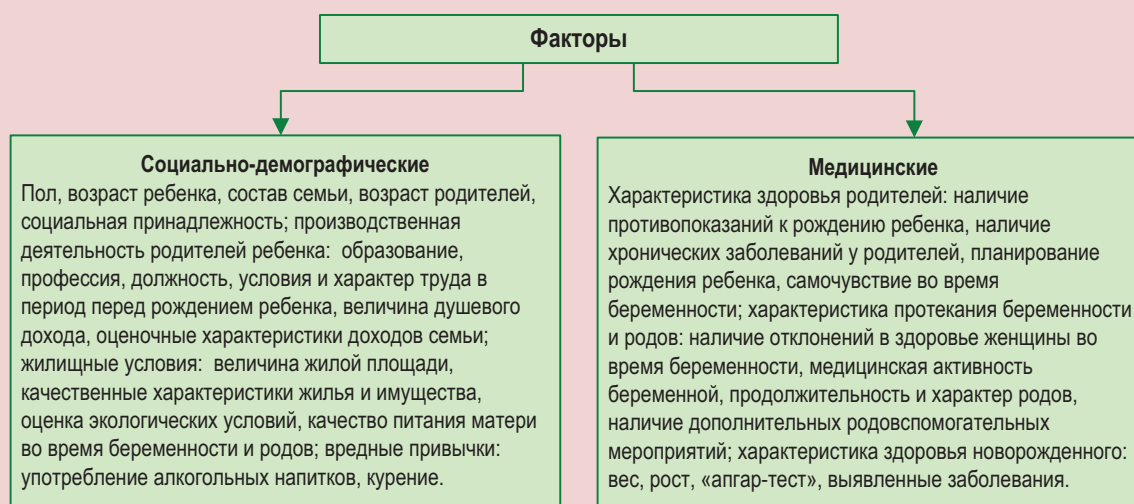 Факторы
Социально-демографические
Пол, возраст ребенка, состав семьи, возраст родителей,
социальная принадлежность; производственная
деятельность родителей ребенка: образование,
профессия, должность, условия и характер труда в
период перед рождением ребенка, величина душевого
дохода, оценочные характеристики доходов семьи;
жилищные условия: величина жилой площади,
качественные характеристики жилья и имущества,
оценка экологических условий, качество питания матери
во время беременности и родов; вредные привычки:
употребление алкогольных напитков, курение.
Медицинские
Характеристика здоровья родителей: наличие
противопоказаний к рождению ребенка, наличие
хронических заболеваний у родителей, планирование
рождения ребенка, самочувствие во время
беременности; характеристика протекания беременности
и родов: наличие отклонений в здоровье женщины во
время беременности, медицинская активность
беременной, продолжительность и характер родов,
наличие дополнительных родовспомогательных
мероприятий; характеристика здоровья новорожденного:
вес, рост, «апгар-тест», выявленные заболевания.